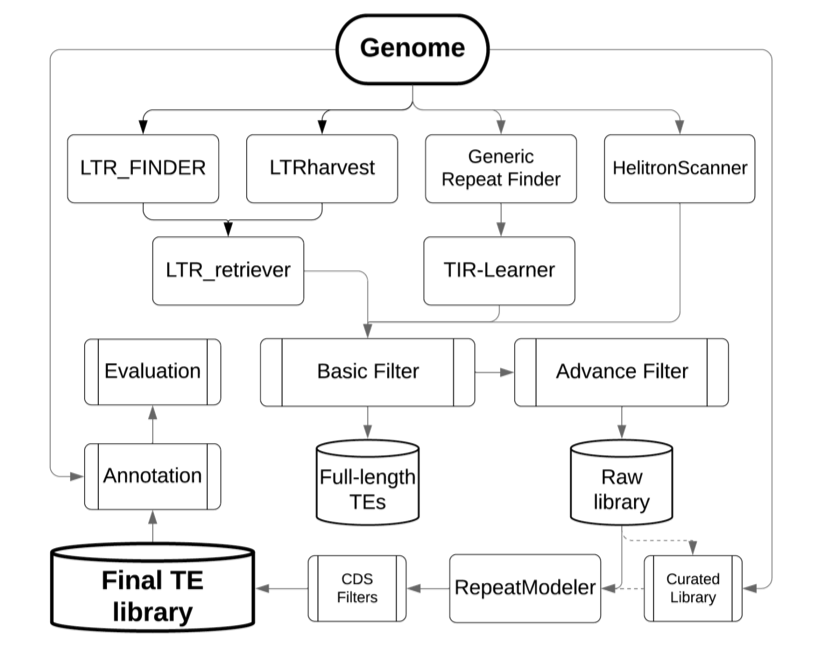 Genome
LTR_FINDER
LTRharvest
Generic
Repeat Finder
HelitronScanner
LTR_retriever
TIR-Learner
Evaluation
Basic Filter
Advance Filter
Annotation
Full-length
TEs
Raw
library
Final TE
library
CDS
Filters
RepeatModeler
Curated
Library